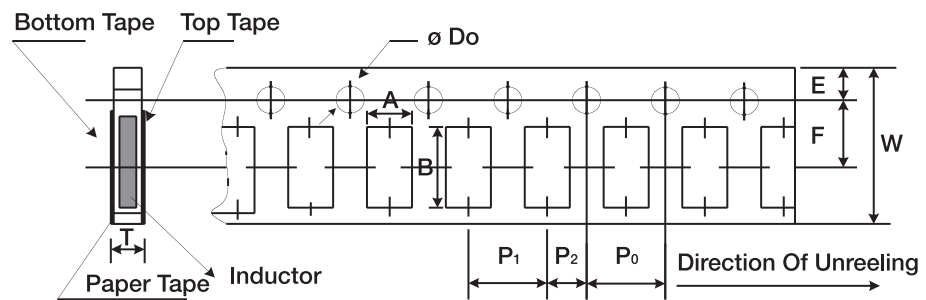 Bottom Tape
Top Tape
ø Do
A
E
F
W
B
T
P1
P2
P0
Direction Of Unreeling
Inductor
Paper Tape